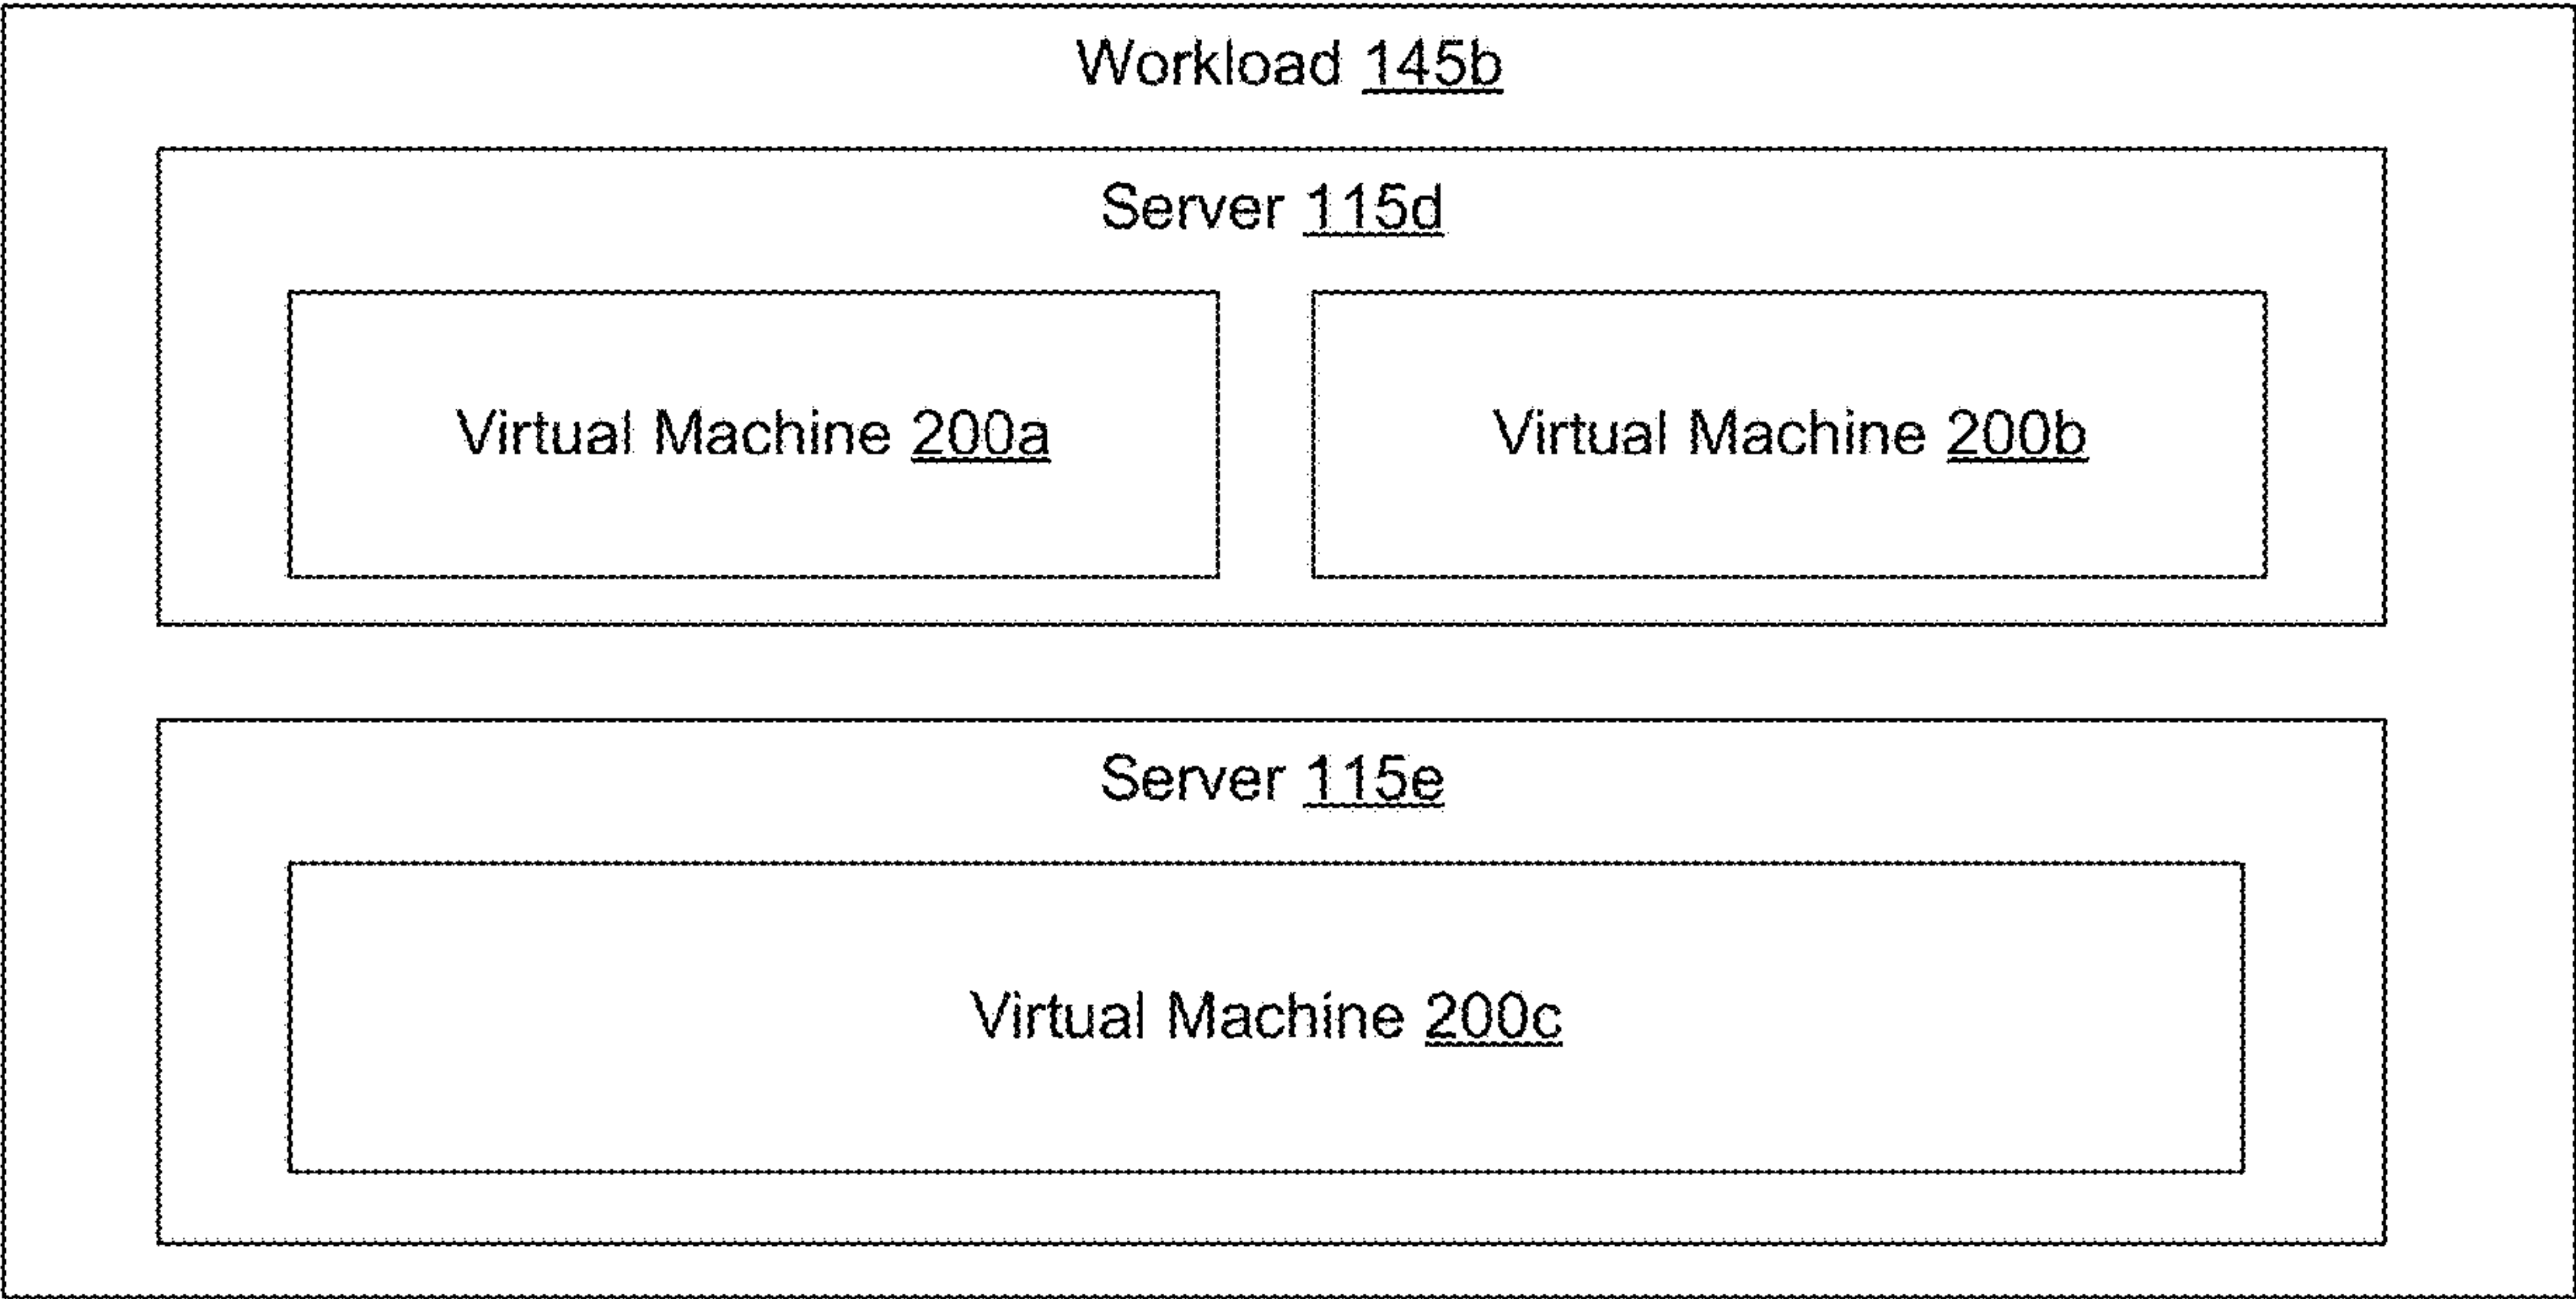 Workload 145b
Server 115d
Virtual Machine 200a
Virtual Machine 200b
Server 115e
Virtual Machine 200c